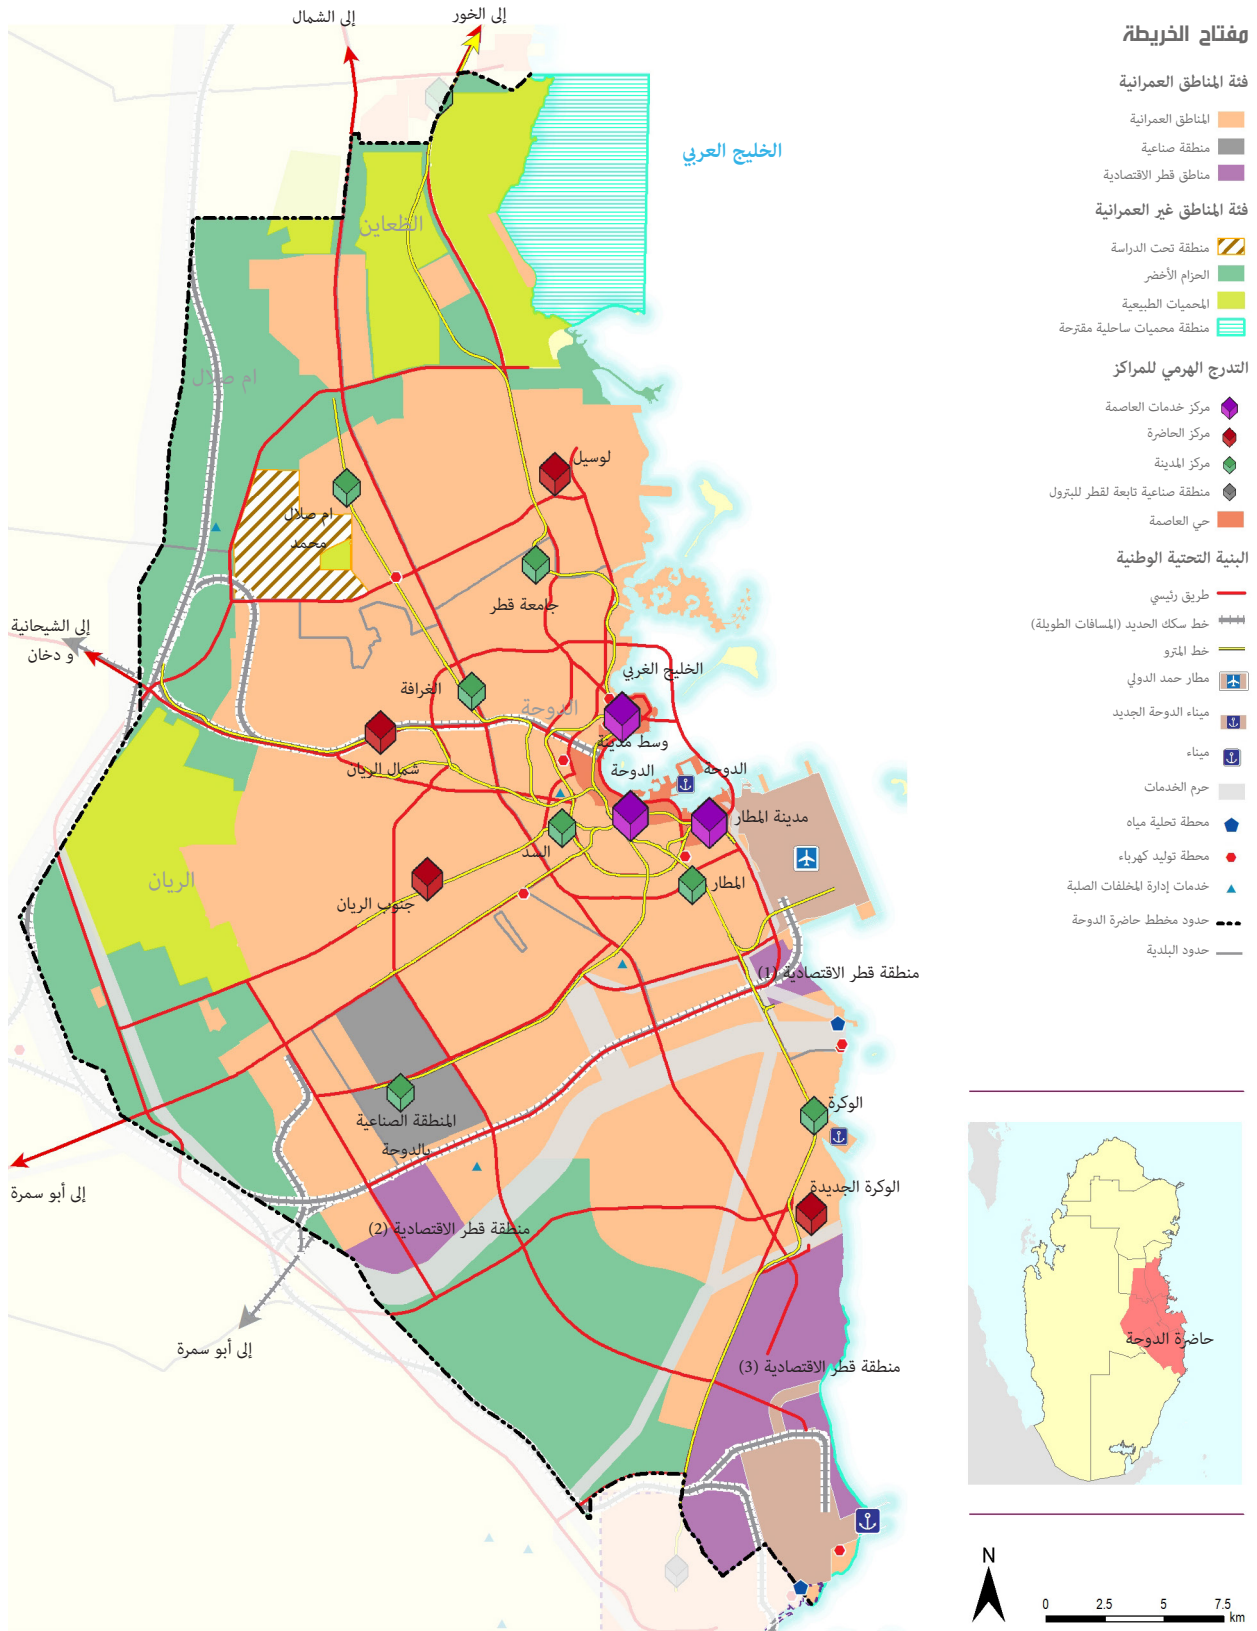 إلى الشمال
إلى الخور
الخليج العربي
الظعاين
ام صلال
لوسيل
ام صلال
محمد
جامعة قطر
إلى الشيحانية
و دخان
الغرافة
الخليج الغربي
الدوحة
شمال الريان
وسط مدينة
الدوحة
الدوحة
مدينة المطار
السد
المطار
الريان
جنوب الريان
منطقة قطر الاقتصادية (1)
المنطقة الصناعية
بالدوحة
الوكرة
الوكرة الجديدة
إلى أبو سمرة
منطقة قطر الاقتصادية (2)
إلى أبو سمرة
منطقة قطر الاقتصادية (3)
مفتاح الخريطة
فئة المناطق العمرانية
المناطق العمرانية
منطقة صناعية
مناطق قطر الاقتصادية
فئة المناطق غير العمرانية
منطقة تحت الدراسة
الحزام الأخضر
المحميات الطبيعية
منطقة محميات ساحلية مقترحة
التدرج الهرمي للمراكز
مركز خدمات العاصمة
مركز الحاضرة
مركز المدينة
منطقة صناعية تابعة لقطر للبترول
حي العاصمة
البنية التحتية الوطنية
طريق رئيسي
خط سكك الحديد (المسافات الطويلة)
خط المترو
مطار حمد الدولي
ميناء الدوحة الجديد
ميناء
حرم الخدمات
محطة تحلية مياه
محطة توليد كهرباء
خدمات إدارة المخلفات الصلبة
حدود مخطط حاضرة الدوحة
حدود البلدية
حاضرة الدوحة
N
0 2.5 5 7.5
km